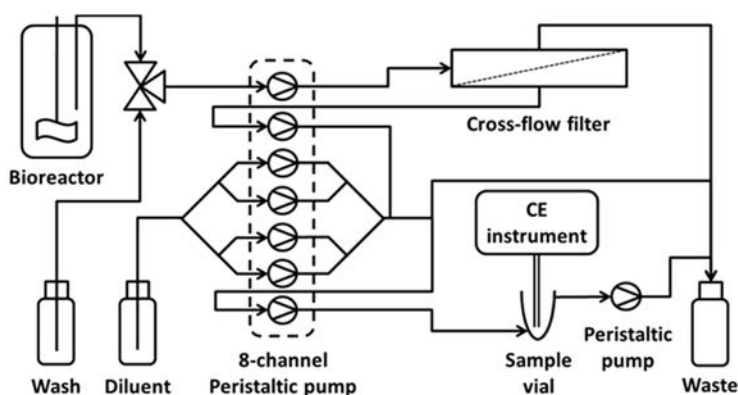 Bioreactor
Cross-flow filter
CE
instrument
Wash
Diluent
8-channel
Peristaltic pump
Sample
vial
Peristaltic
pump
Waste